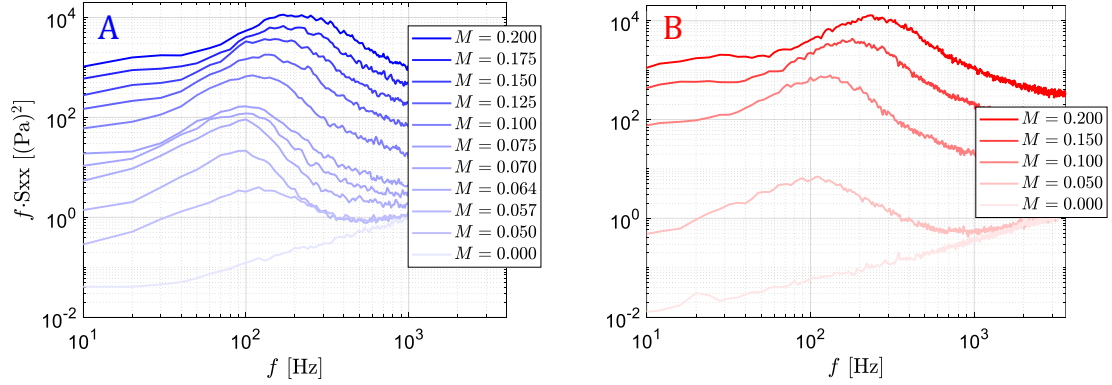 A
10^4
10^2
10^0
10^-2
f·Sxx [(Pa)^2]
10^1
10^2
10^3
f [Hz]
M = 0.200
M = 0.175
M = 0.150
M = 0.125
M = 0.100
M = 0.075
M = 0.070
M = 0.064
M = 0.057
M = 0.050
M = 0.000
B
10^4
10^2
10^0
10^-2
10^1
10^2
10^3
f [Hz]
M = 0.200
M = 0.150
M = 0.100
M = 0.050
M = 0.000